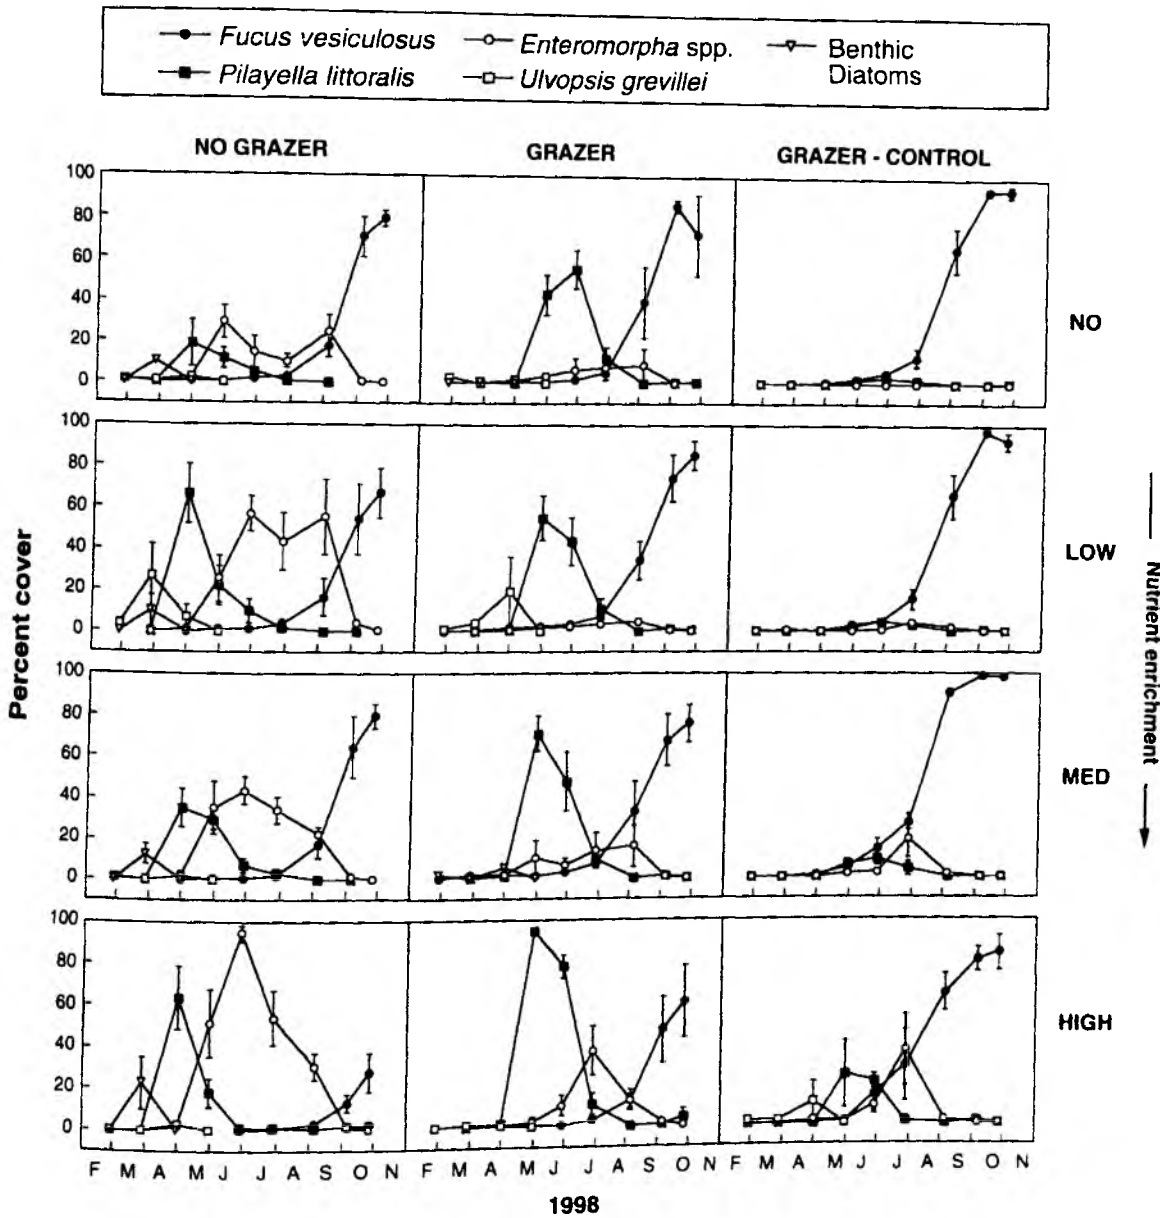 Fucus vesiculosus Enteromorpha spp. Benthic
Pilayella littoralis Ulvopsis grevillei Diatoms
NO GRAZER GRAZER GRAZER - CONTROL
100
80
60
40
20
0
NO
100
80
60
40
20
0
LOW
100
80
60
40
20
0
MED
100
80
60
40
20
0
HIGH
Percent cover
Nutrient enrichment
F M A M J J A S O N F M A M J J A S O N F M A M J J A S O N
1998